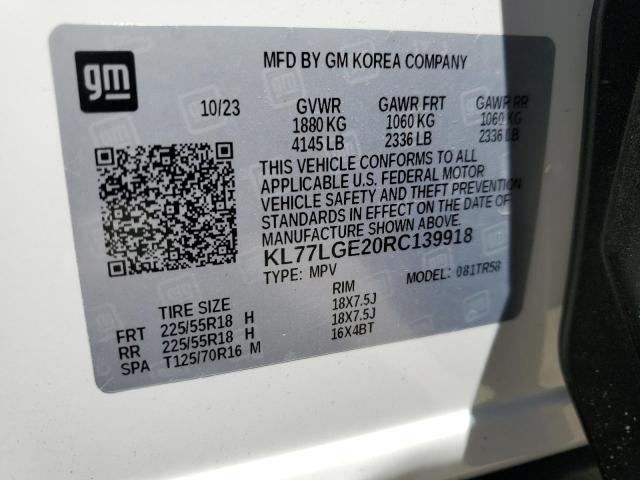 gm
MFD BY GM KOREA COMPANY
10/23 GVWR GAWR FRT GAWR RR
1880 KG 1060 KG 1060 KG
4145 LB 2336 LB 2336 LB
THIS VEHICLE CONFORMS TO ALL
APPLICABLE U.S. FEDERAL MOTOR
VEHICLE SAFETY AND THEFT PREVENTION
STANDARDS IN EFFECT ON THE DATE OF
MANUFACTURE SHOWN ABOVE.
KL77LGE20RC139918
TYPE: MPV MODEL: 081TR58
TIRE SIZE RIM
FRT 225/55R18 H 18X7.5J
RR 225/55R18 H 18X7.5J
SPA T125/70R16 M 16X4BT